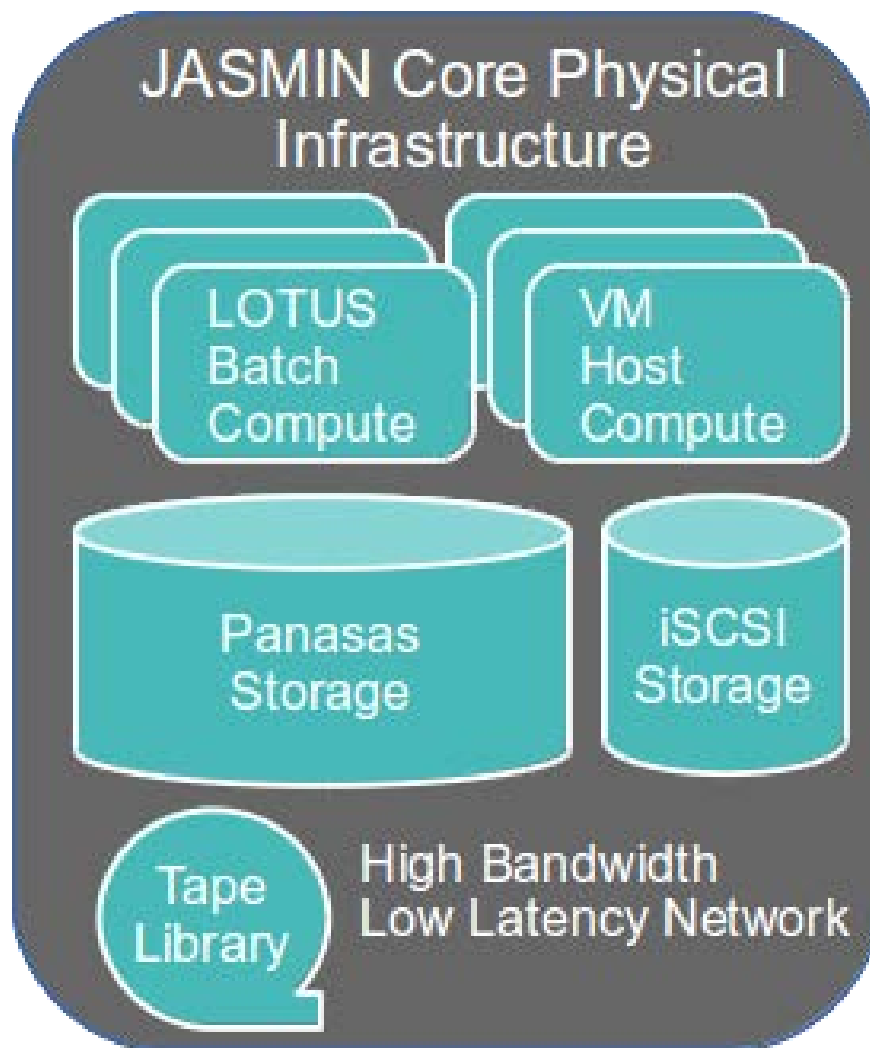 JASMIN Core Physical
Infrastructure
LOTUS
Batch
Compute
VM
Host
Compute
Panasas
Storage
iSCSI
Storage
Tape
Library
High Bandwidth
Low Latency Network